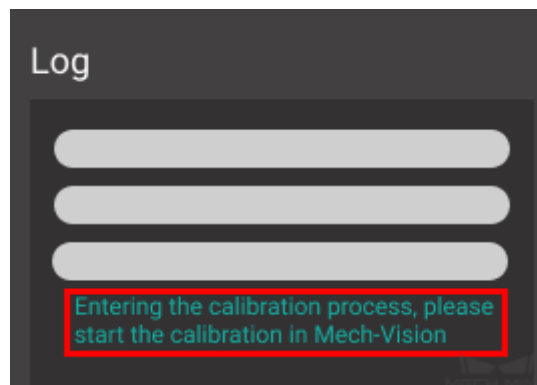 Log
Entering the calibration process, please
start the calibration in Mech-Vision